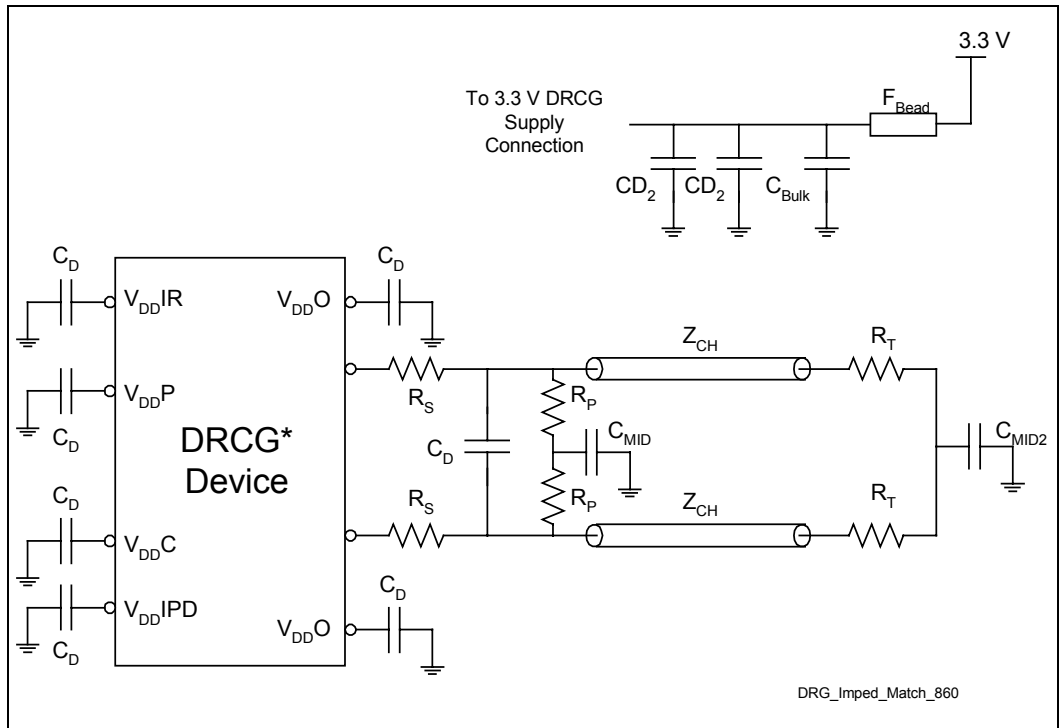 3.3 V
To 3.3 V DRCG
Supply
Connection
F_Bead
CD_2
CD_2
C_Bulk
C_D
C_D
V_DDIR
V_DDO
Z_CH
R_T
R_S
R_P
V_DDP
C_D
DRCG*
Device
C_D
C_MID
C_MID2
C_D
R_S
R_P
Z_CH
R_T
V_DDC
C_D
V_DDIPD
V_DDO
C_D
DRG_Imped_Match_860